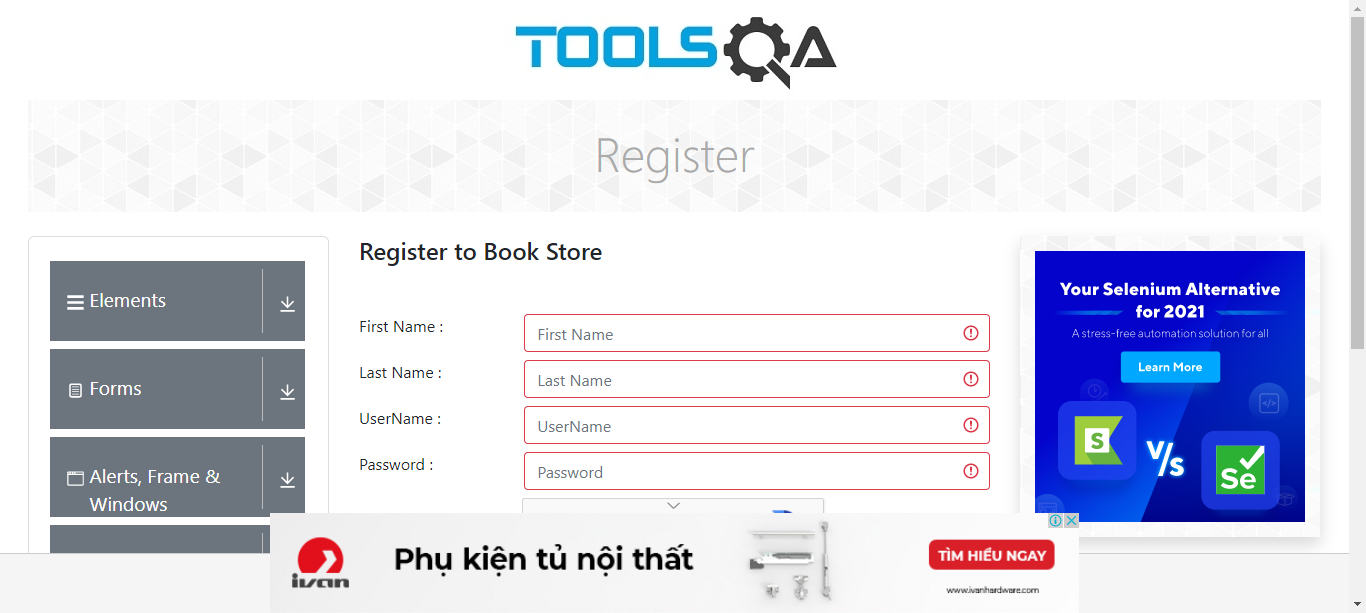 TOOLSQA
Register
Elements
Forms
Alerts, Frame &
Windows
Register to Book Store
First Name :
First Name
Last Name :
Last Name
UserName :
UserName
Password :
Password
Your Selenium Alternative
for 2021
A stress-free automation solution for all
Learn More
S
V/s
Se
ivan
Phụ kiện tủ nội thất
TÌM HIỂU NGAY
www.ivanhardware.com